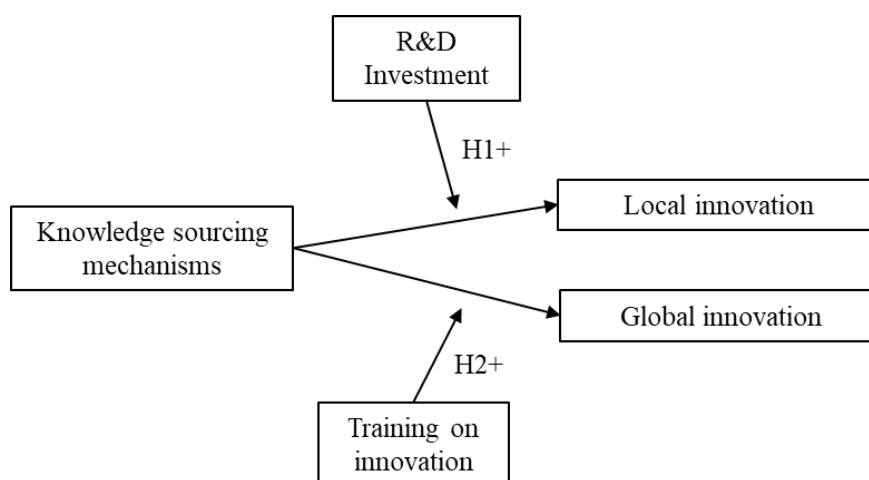 R&D
Investment
H1+
Local innovation
Knowledge sourcing
mechanisms
Global innovation
H2+
Training on
innovation